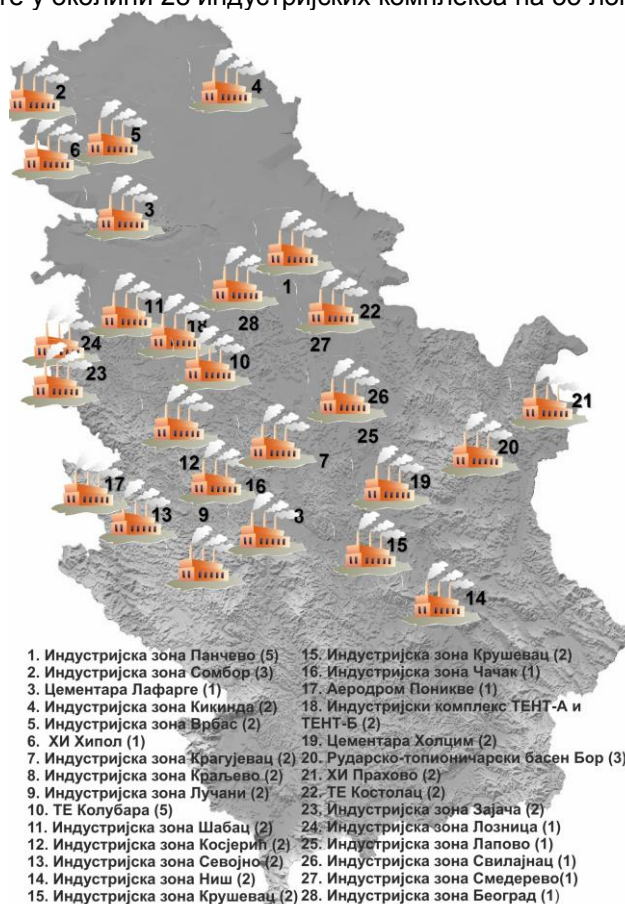 те у околини 28 индустријских комплекса на
2
4
5
6
3
1
11
28
22
18
27
24
10
23
26
21
25
20
12
7
17
16
19
13
9
3
15
14
1. Индустријска зона Панчево (5)
2. Индустријска зона Сомбор (3)
3. Цементара Лафарге (1)
4. Индустријска зона Кикинда (2)
5. Индустријска зона Врбас (2)
6. ХИ Хипол (1)
7. Индустријска зона Крагујевац (2)
8. Индустријска зона Краљево (2)
9. Индустријска зона Лучани (2)
10. ТЕ Колубара (5)
11. Индустријска зона Шабац (2)
12. Индустријска зона Косјерић (2)
13. Индустријска зона Севојно (2)
14. Индустријска зона Ниш (2)
15. Индустријска зона Крушевац (2)
15. Индустријска зона Крушевац (2)
16. Индустријска зона Чачак (1)
17. Аеродром Поникве (1)
18. Индустријски комплекс ТЕНТ-А и
ТЕНТ-Б (2)
19. Цементара Холцим (2)
20. Рударско-топионичарски басен Бор (3)
21. ХИ Прахово (2)
22. ТЕ Костолац (2)
23. Индустријска зона Зајача (2)
24. Индустријска зона Лозница (1)
25. Индустријска зона Лапово (1)
26. Индустријска зона Свилајнац (1)
27. Индустријска зона Смедерево(1)
28. Индустријска зона Београд (1)